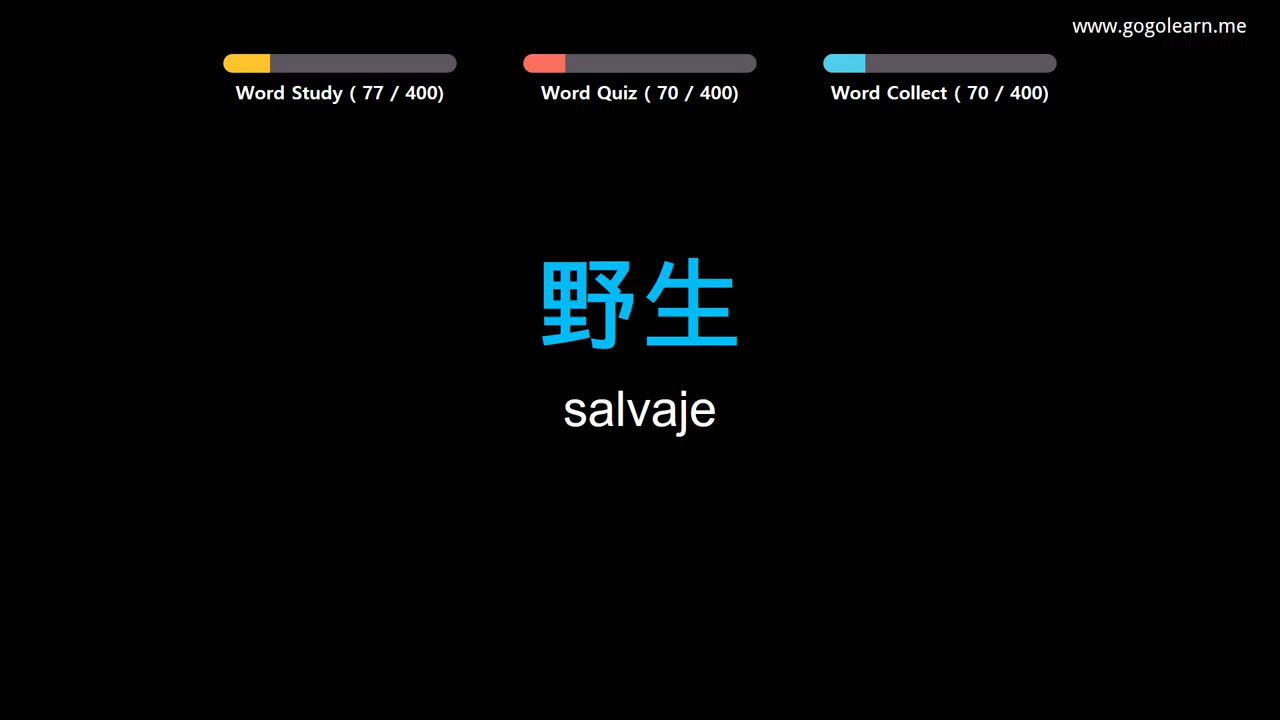 www.gogolearn.me
Word Study ( 77 / 400)
Word Quiz ( 70 / 400)
Word Collect ( 70 / 400)
野生
salvaje